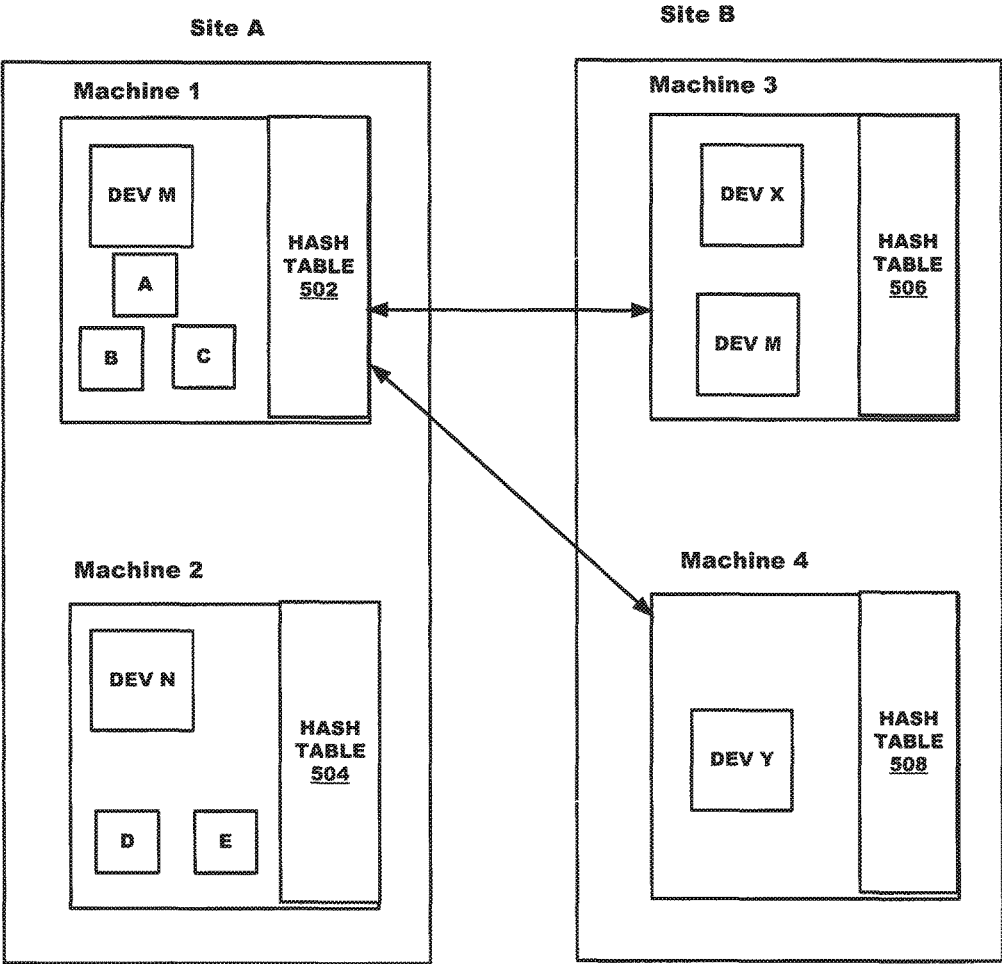 Site A
Machine 1
DEV M
A
B
C
HASH
TABLE
502
Machine 2
DEV N
D
E
HASH
TABLE
504
Site B
Machine 3
DEV X
DEV M
HASH
TABLE
506
Machine 4
DEV Y
HASH
TABLE
508